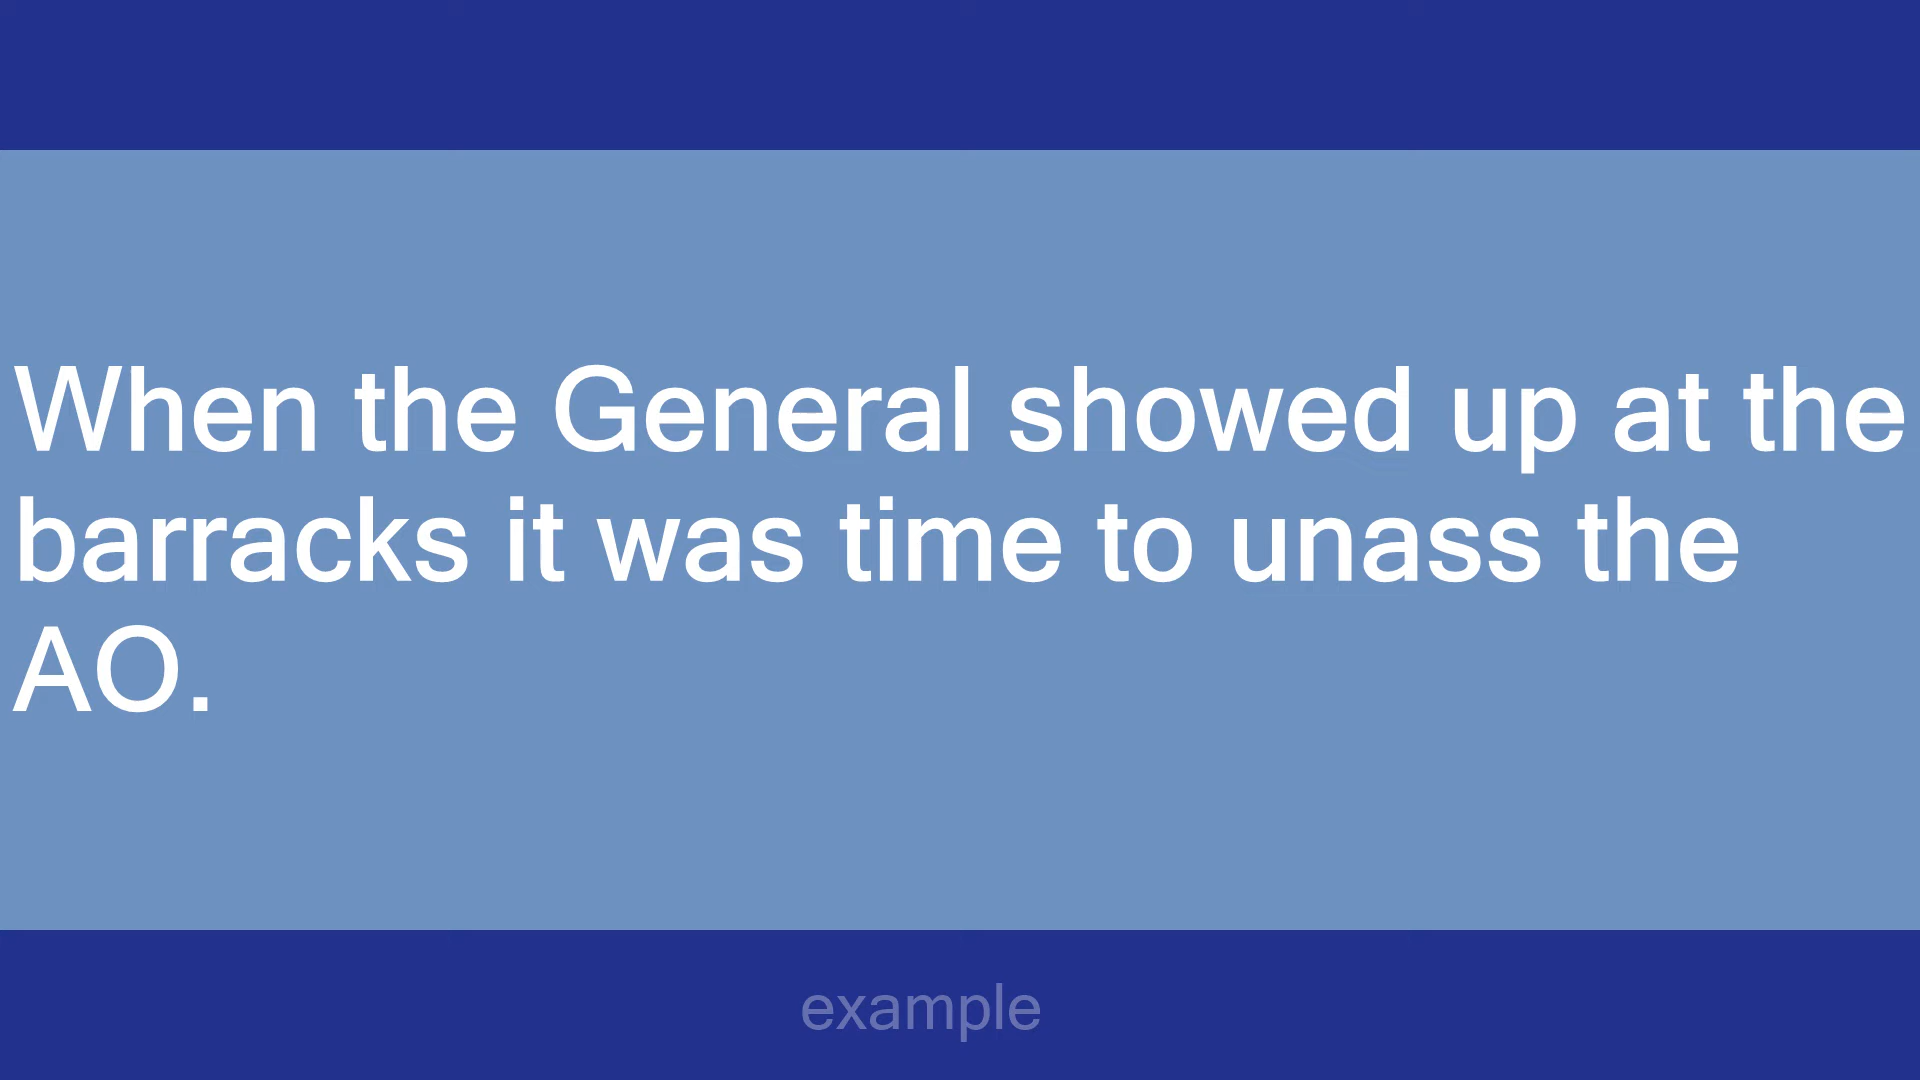 When the General showed up at the
barracks it was time to unass the
AO.
example